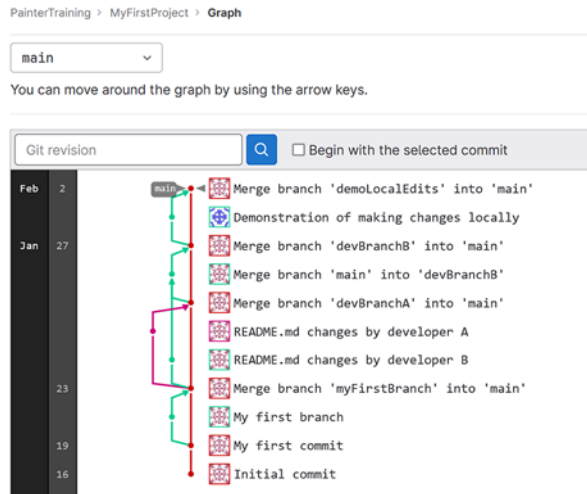 PainterTraining > MyFirstProject > Graph
main
You can move around the graph by using the arrow keys.
Git revision
Begin with the selected commit
Feb 2 main Merge branch 'demoLocalEdits' into 'main'
Demonstration of making changes locally
Jan 27 Merge branch 'devBranchB' into 'main'
Merge branch 'main' into 'devBranchB'
Merge branch 'devBranchA' into 'main'
README.md changes by developer A
README.md changes by developer B
23 Merge branch 'myFirstBranch' into 'main'
My first branch
19 My first commit
16 Initial commit